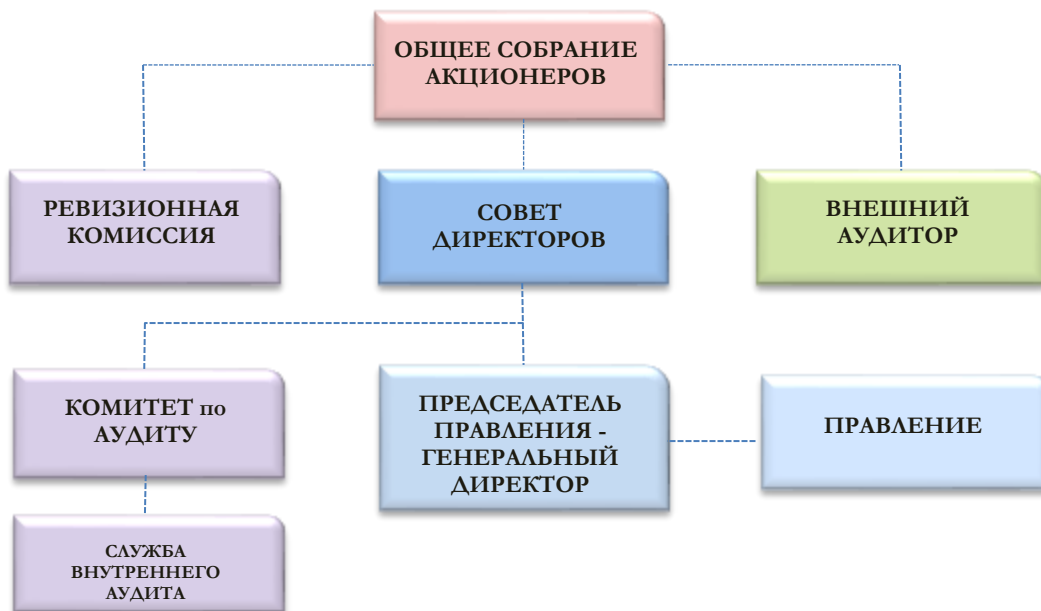 ОБЩЕЕ СОБРАНИЕ
АКЦИОНЕРОВ
РЕВИЗИОННАЯ
КОМИССИЯ
СОВЕТ
ДИРЕКТОРОВ
ВНЕШНИЙ
АУДИТОР
КОМИТЕТ по
АУДИТУ
ПРЕДСЕДАТЕЛЬ
ПРАВЛЕНИЯ -
ГЕНЕРАЛЬНЫЙ
ДИРЕКТОР
ПРАВЛЕНИЕ
СЛУЖБА
ВНУТРЕННЕГО
АУДИТА